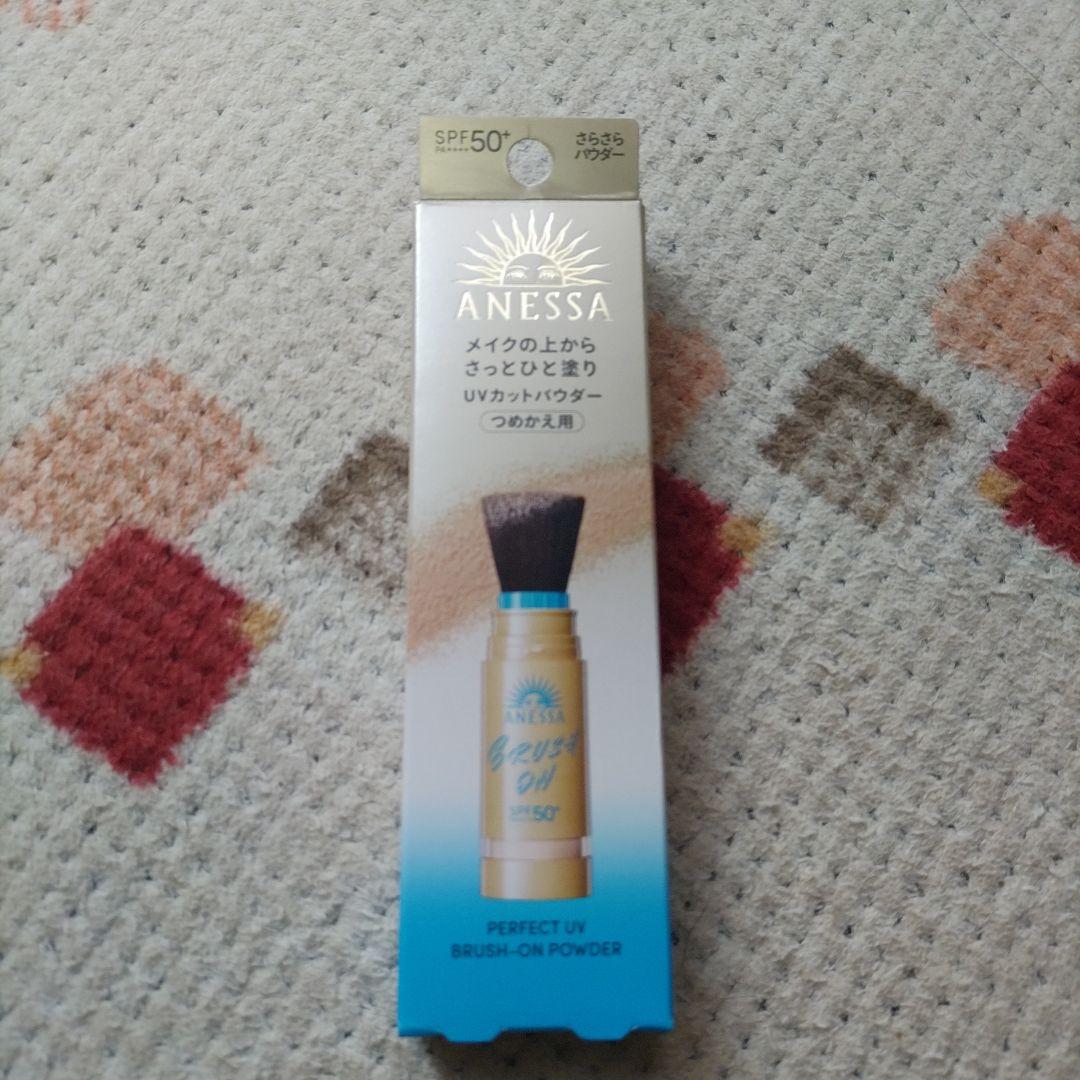 SPF50+
PA++++
さらさら
パウダー
ANESSA
メイクの上から
さっとひと塗り
UVカットパウダー
つめかえ用
ANESSA
BRUSH
ON
SPF50+
PERFECT UV
BRUSH-ON POWDER